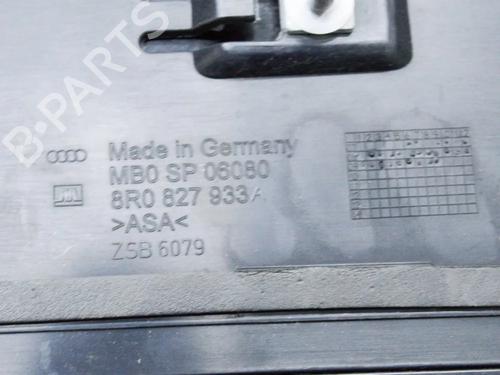 B-PARTS
Made in Germany
MB0 SP 06080
8R0 827 933 A
>ASA<
ZSB 6079